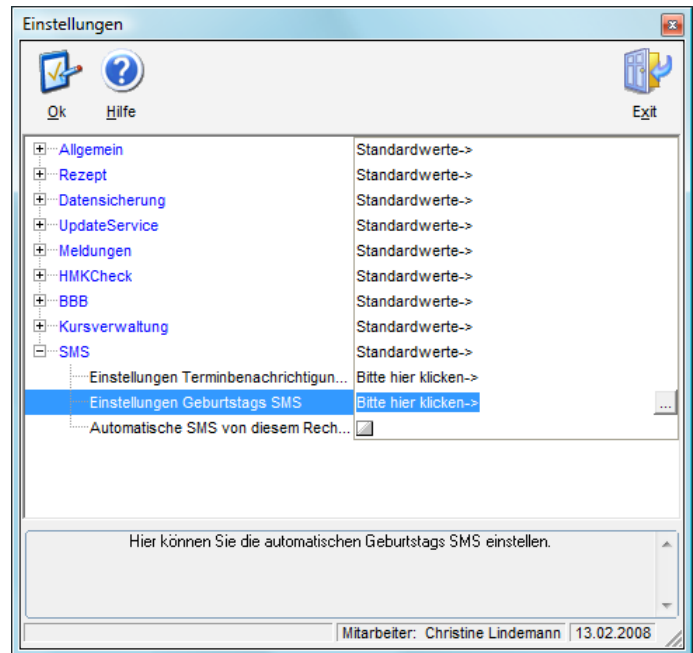 Einstellungen
Ok Hilfe Exit
Allgemein Standardwerte->
Rezept Standardwerte->
Datensicherung Standardwerte->
UpdateService Standardwerte->
Meldungen Standardwerte->
HMKCheck Standardwerte->
BBB Standardwerte->
Kursverwaltung Standardwerte->
SMS Standardwerte->
Einstellungen Terminbenachrichtigun... Bitte hier klicken->
Einstellungen Geburtstags SMS Bitte hier klicken-> ...
Automatische SMS von diesem Rech...
Hier können Sie die automatischen Geburtstags SMS einstellen.
Mitarbeiter: Christine Lindemann 13.02.2008